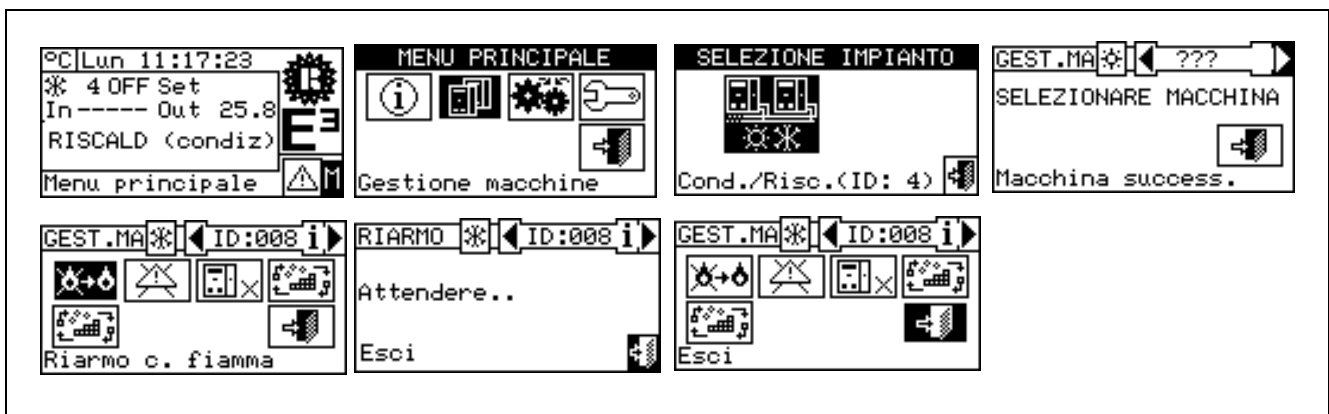 ºC Lun 11:17:23
4 OFF Set
In ----- Out 25.8
RISCALD (condiz)
E³
Menu principale M
MENU PRINCIPALE
Gestione macchine
SELEZIONE IMPIANTO
Cond./Risc.(ID: 4)
GEST.MA ???
SELEZIONARE MACCHINA
Macchina success.
GEST.MA ID:008 i
Riarmo c. fiamma
RIARMO ID:008 i
Attendere..
Esci
GEST.MA ID:008 i
Esci